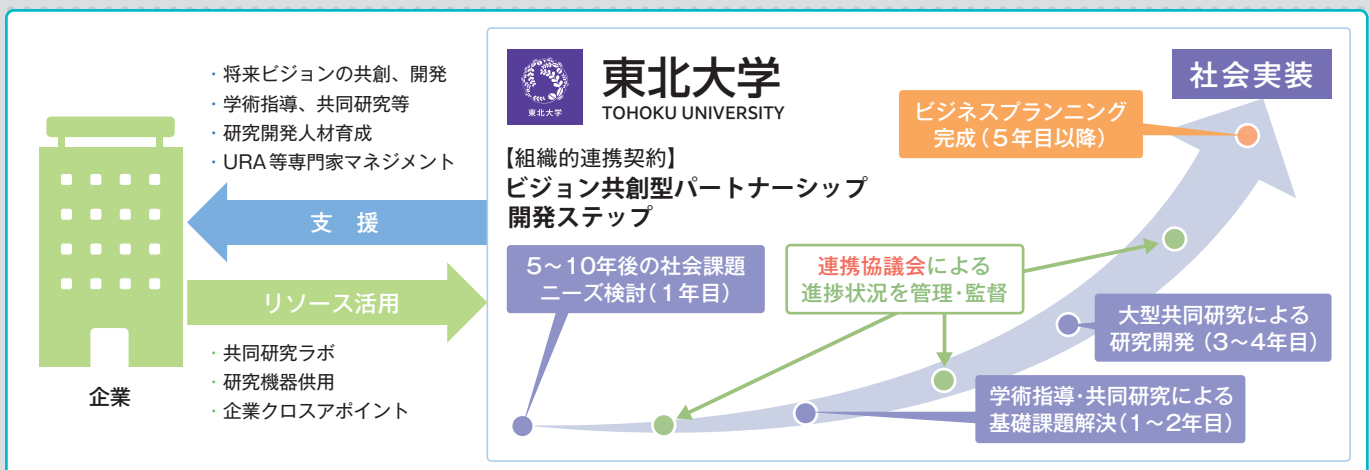 ・将来ビジョンの共創、開発
・学術指導、共同研究等
・研究開発人材育成
・URA等専門家マネジメント
支　援
リソース活用
・共同研究ラボ
・研究機器供用
・企業クロスアポイント
企業
東北大学
東北大学
TOHOKU UNIVERSITY
【組織的連携契約】
ビジョン共創型パートナーシップ
開発ステップ
5〜10年後の社会課題
ニーズ検討（1年目）
連携協議会による
進捗状況を管理・監督
学術指導・共同研究による
基礎課題解決（1〜2年目）
大型共同研究による
研究開発（3〜4年目）
ビジネスプランニング
完成（5年目以降）
社会実装